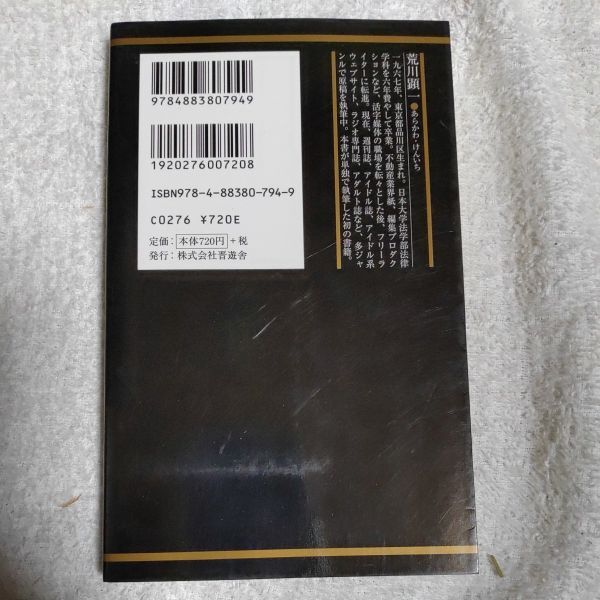 荒川顕一●あらかわ・けんいち
一九六七年、東京都品川区生まれ。日本大学法学部法律
学科を六年費やして卒業。不動産業界紙、編集プロダク
ションなど、活字媒体の職場を転々とした後、フリーラ
イターに転進。現在、週刊誌、アイドル誌、アイドル系
ウェブサイト、ラジオ専門誌、アダルト誌など、多ジャ
ンルで原稿を執筆中。本書が単独で執筆した初の書籍。
9784883807949
1920276007208
ISBN978-4-88380-794-9
C0276 ¥720E
定価：本体720円＋税
発行：株式会社晋遊舎